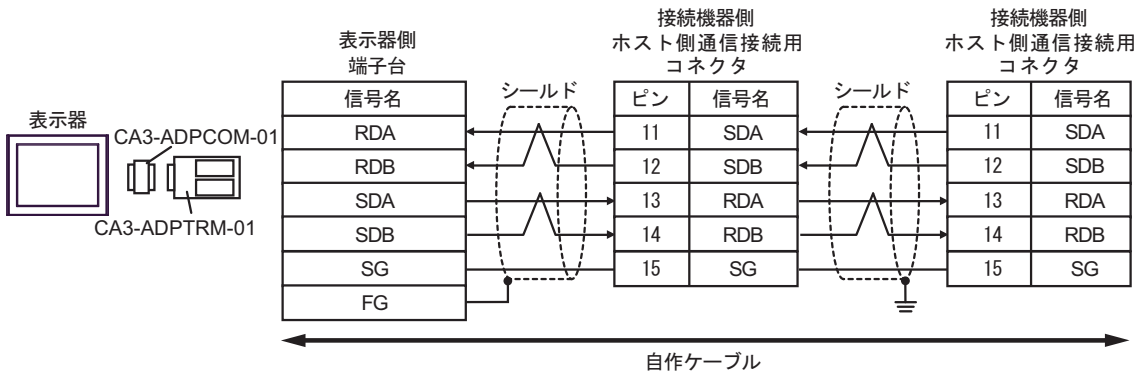 表示器
CA3-ADPCOM-01
CA3-ADPTRM-01
表示器側
端子台
信号名
RDA
RDB
SDA
SDB
SG
FG
シールド
接続機器側
ホスト側通信接続用
コネクタ
ピン 信号名
11 SDA
12 SDB
13 RDA
14 RDB
15 SG
シールド
接続機器側
ホスト側通信接続用
コネクタ
ピン 信号名
11 SDA
12 SDB
13 RDA
14 RDB
15 SG
自作ケーブル